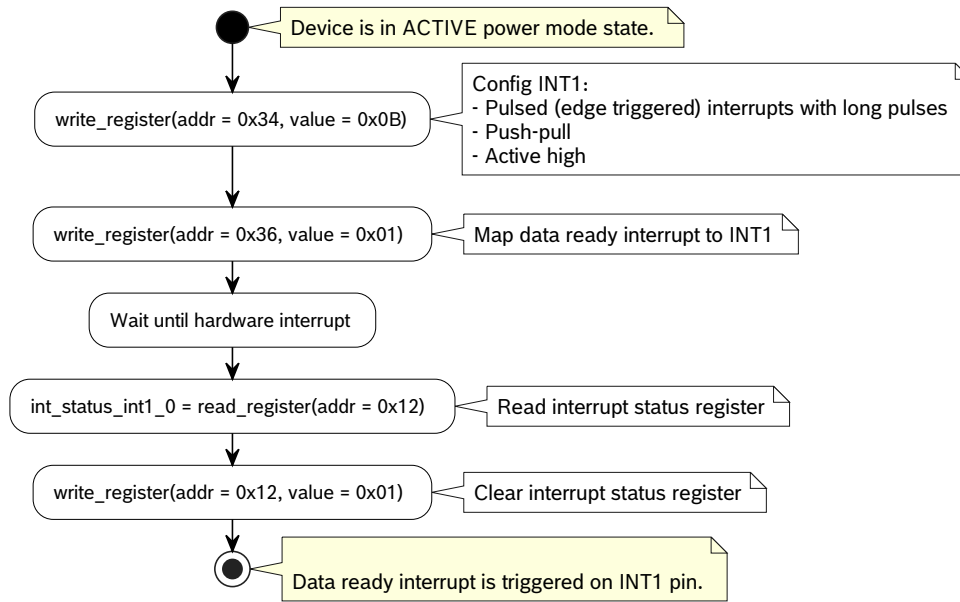 Device is in ACTIVE power mode state.
write_register(addr = 0x34, value = 0x0B)
Config INT1:
- Pulsed (edge triggered) interrupts with long pulses
- Push-pull
- Active high
write_register(addr = 0x36, value = 0x01)
Map data ready interrupt to INT1
Wait until hardware interrupt
int_status_int1_0 = read_register(addr = 0x12)
Read interrupt status register
write_register(addr = 0x12, value = 0x01)
Clear interrupt status register
Data ready interrupt is triggered on INT1 pin.